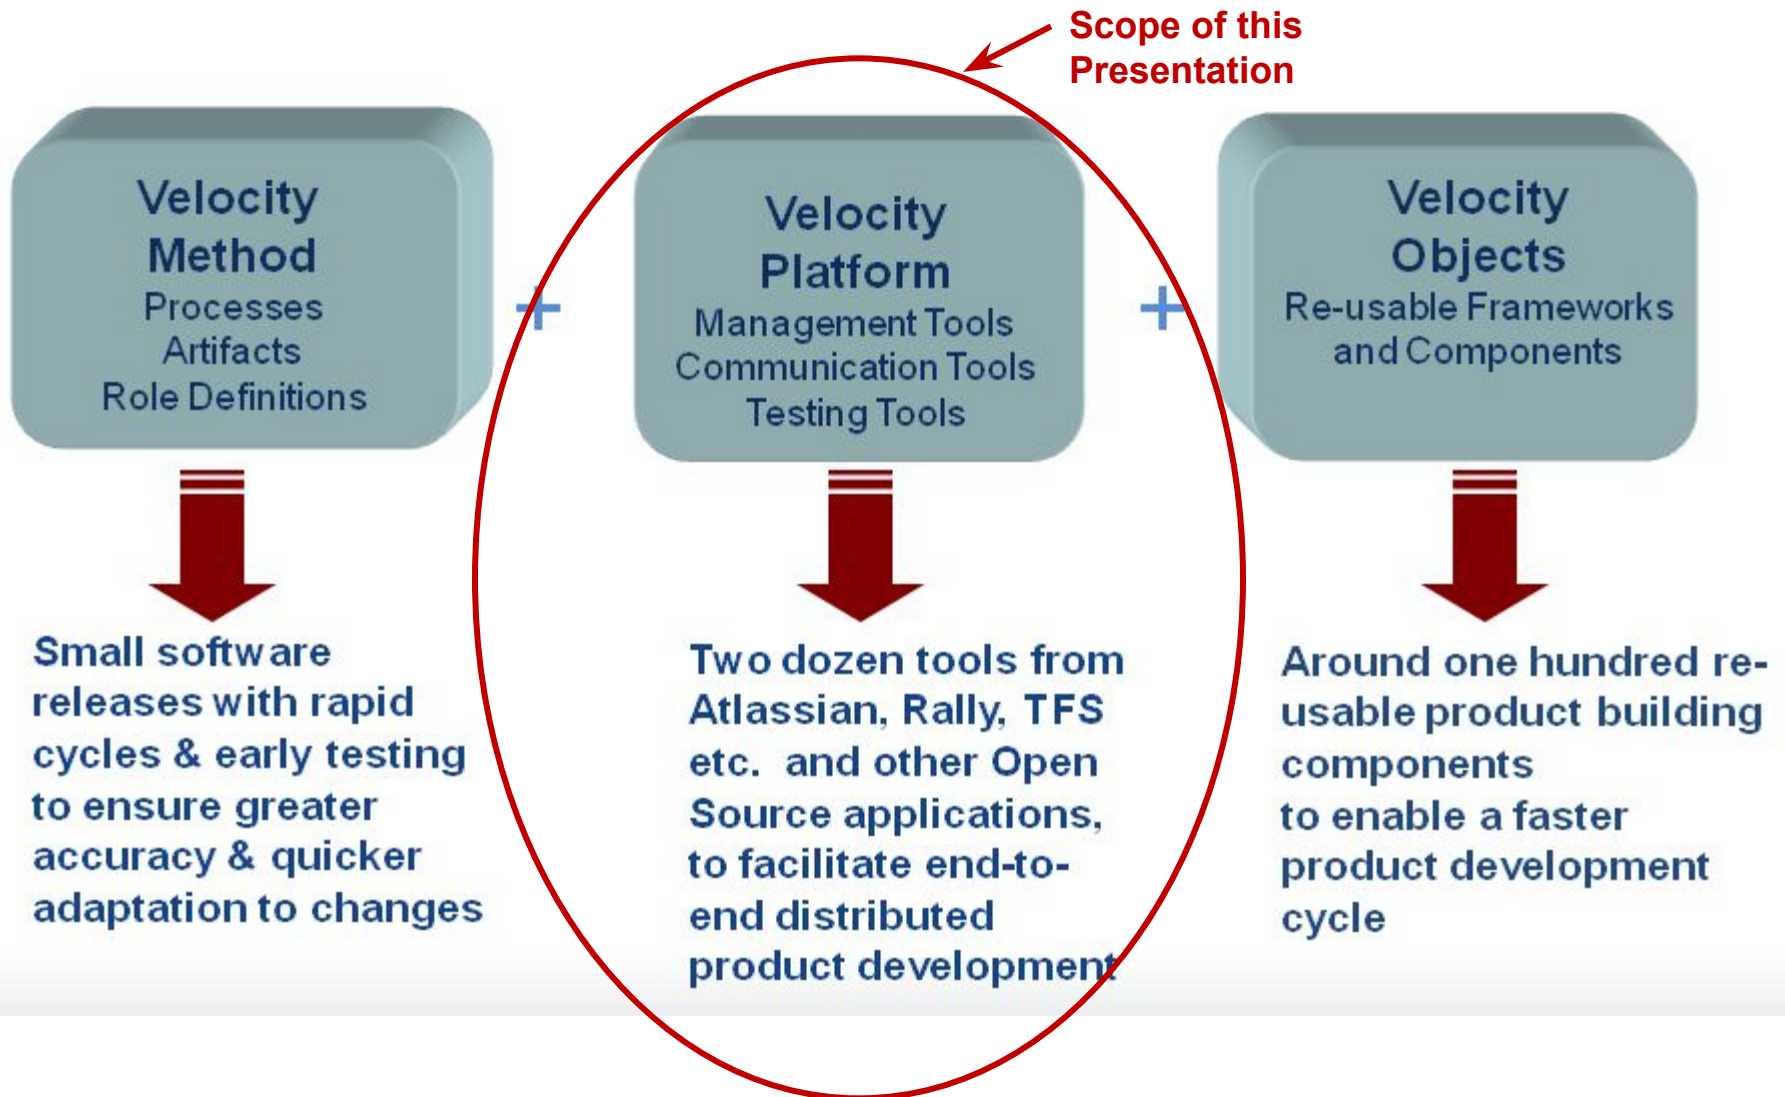 Scope of this
Presentation
Velocity
Method
Processes
Artifacts
Role Definitions
+
Velocity
Platform
Management Tools
Communication Tools
Testing Tools
+
Velocity
Objects
Re-usable Frameworks
and Components
Small software
releases with rapid
cycles & early testing
to ensure greater
accuracy & quicker
adaptation to changes
Two dozen tools from
Atlassian, Rally, TFS
etc. and other Open
Source applications,
to facilitate end-to-
end distributed
product development
Around one hundred re-
usable product building
components
to enable a faster
product development
cycle